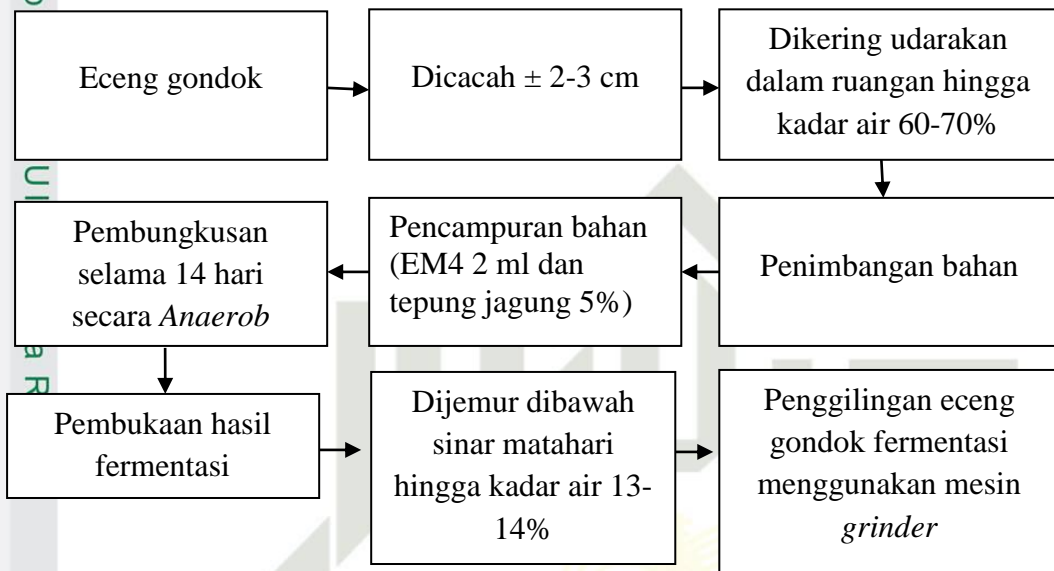 Eceng gondok
Dicacah ± 2-3 cm
Dikering udarakan
dalam ruangan hingga
kadar air 60-70%
Penimbangan bahan
Pencampuran bahan
(EM4 2 ml dan
tepung jagung 5%)
Pembungkusan
selama 14 hari
secara Anaerob
Pembukaan hasil
fermentasi
Dijemur dibawah
sinar matahari
hingga kadar air 13-
14%
Penggilingan eceng
gondok fermentasi
menggunakan mesin
grinder